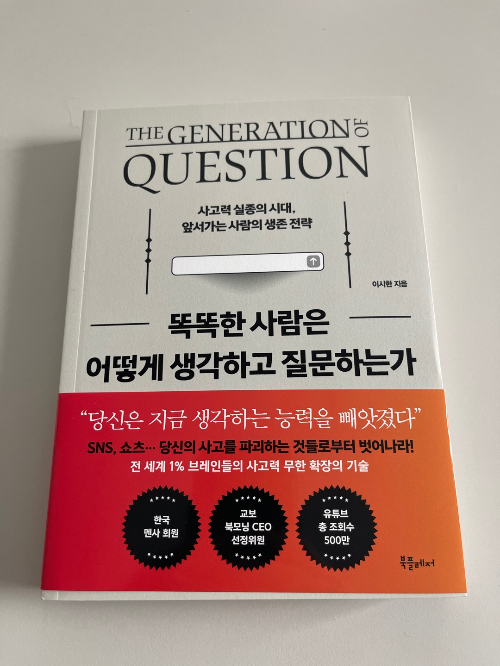 THE GENERATION OF
QUESTION
사고력 실종의 시대,
앞서가는 사람의 생존 전략
이시한 지음
똑똑한 사람은
어떻게 생각하고 질문하는가
“당신은 지금 생각하는 능력을 빼앗겼다”
SNS, 쇼츠… 당신의 사고를 파괴하는 것들로부터 벗어나라!
전 세계 1% 브레인들의 사고력 무한 확장의 기술
한국
멘사 회원
교보
북모닝 CEO
선정위원
유튜브
총 조회수
500만
북플레저